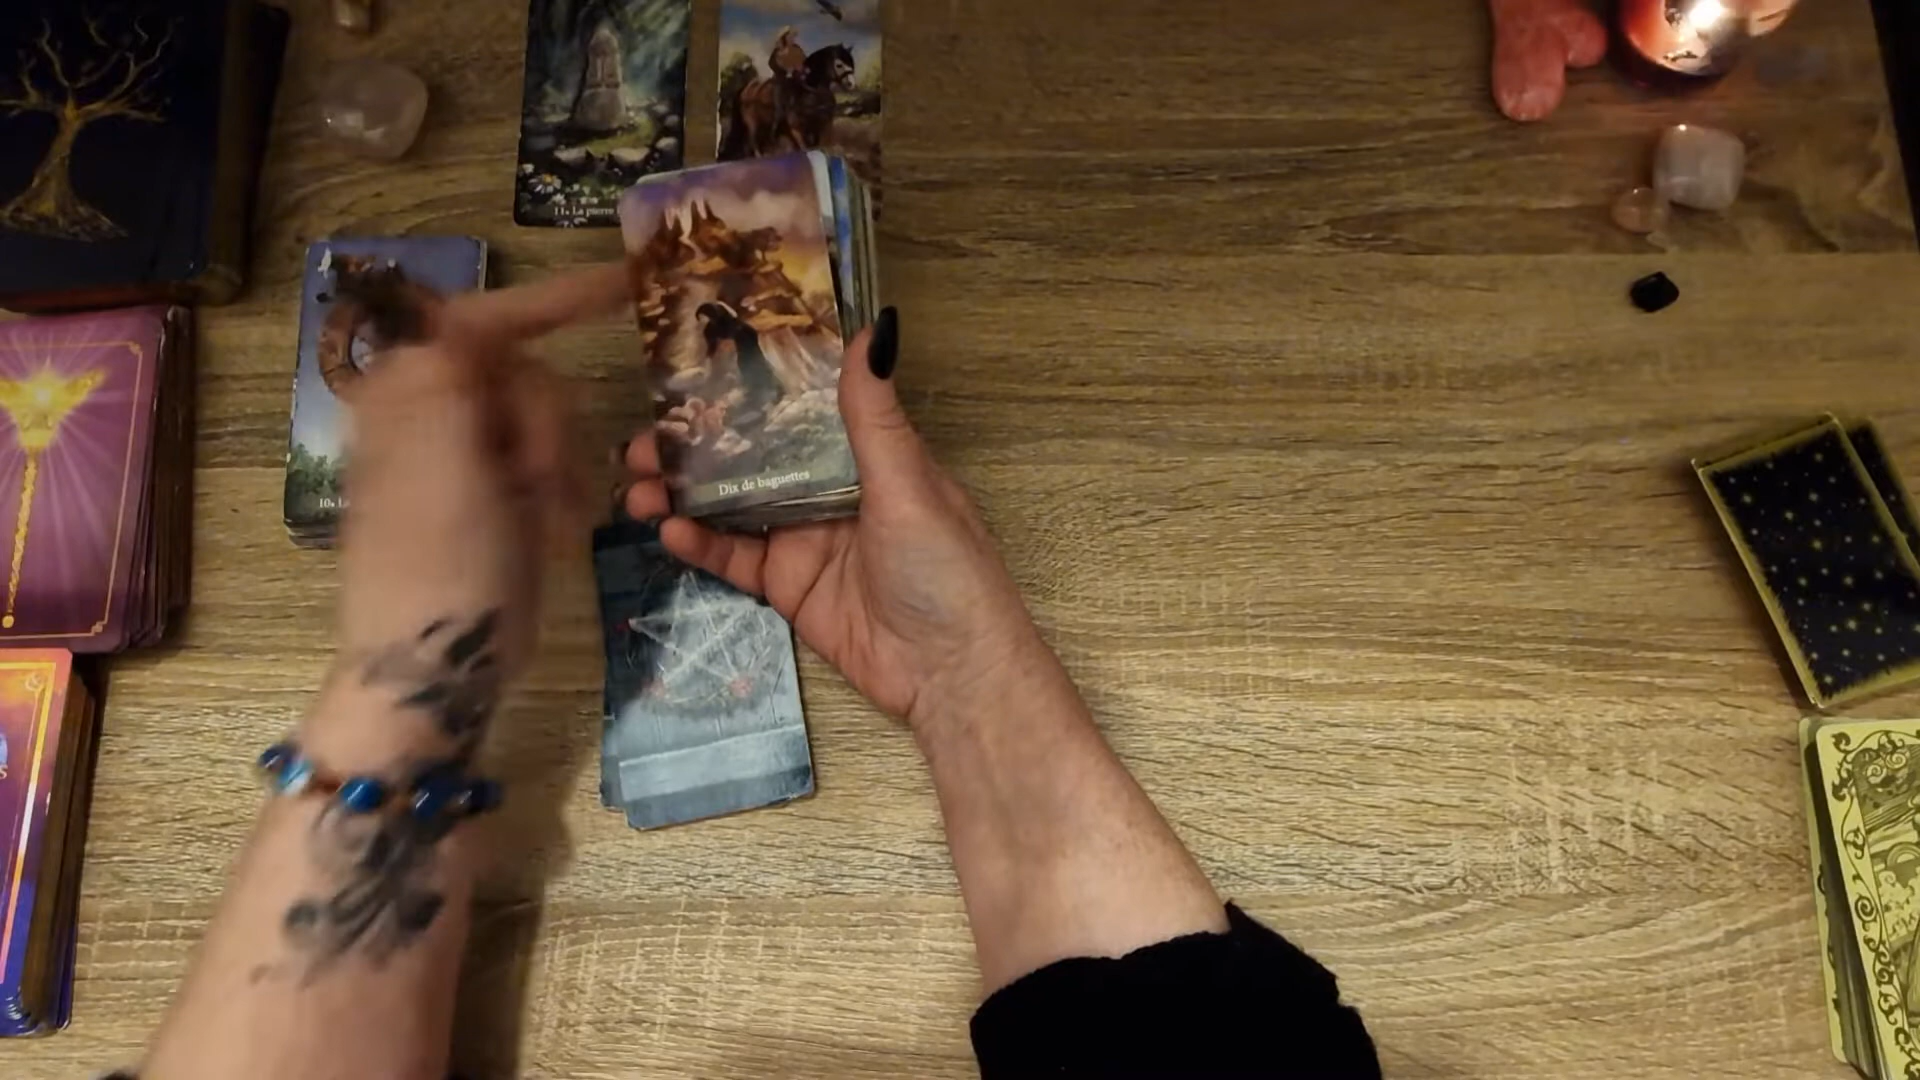 11. La pierre
10. L
Dix de baguettes
s